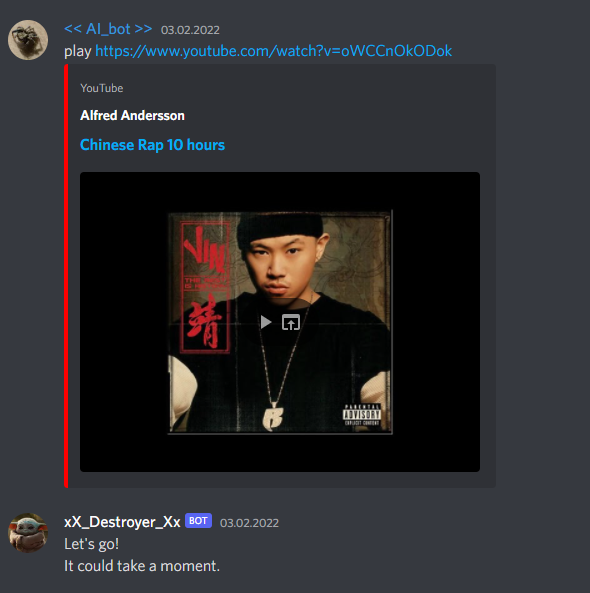 << AI_bot >> 03.02.2022
play https://www.youtube.com/watch?v=oWCCnOkODok
YouTube
Alfred Andersson
Chinese Rap 10 hours
JIN
靖
PARENTAL
ADVISORY
EXPLICIT CONTENT
xX_Destroyer_Xx BOT 03.02.2022
Let's go!
It could take a moment.